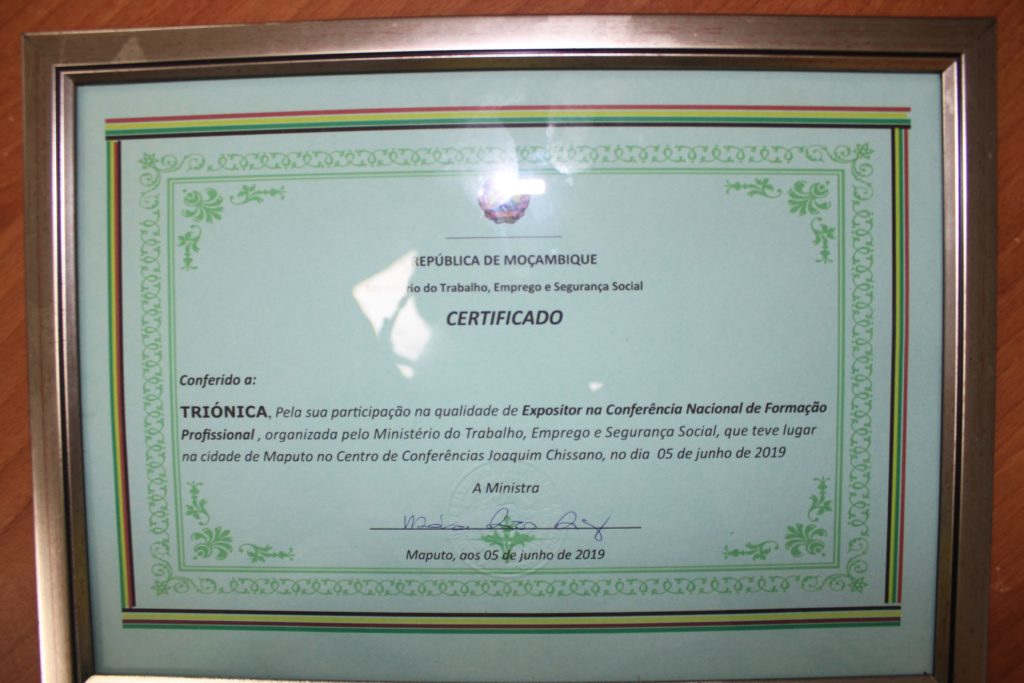 REPÚBLICA DE MOÇAMBIQUE
do Trabalho, Emprego e Segurança Social
CERTIFICADO
Conferido a:
TRIÓNICA, Pela sua participação na qualidade de Expositor na Conferência Nacional de Formação
Profissional , organizada pelo Ministério do Trabalho, Emprego e Segurança Social, que teve lugar
na cidade de Maputo no Centro de Conferências Joaquim Chissano, no dia 05 de junho de 2019
A Ministra
Maputo, aos 05 de junho de 2019